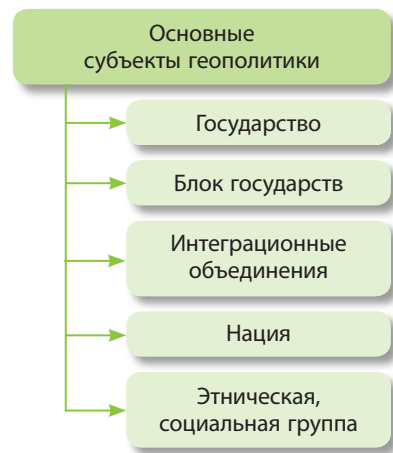 Основные
субъекты геополитики
Государство
Блок государств
Интеграционные
объединения
Нация
Этническая,
социальная группа